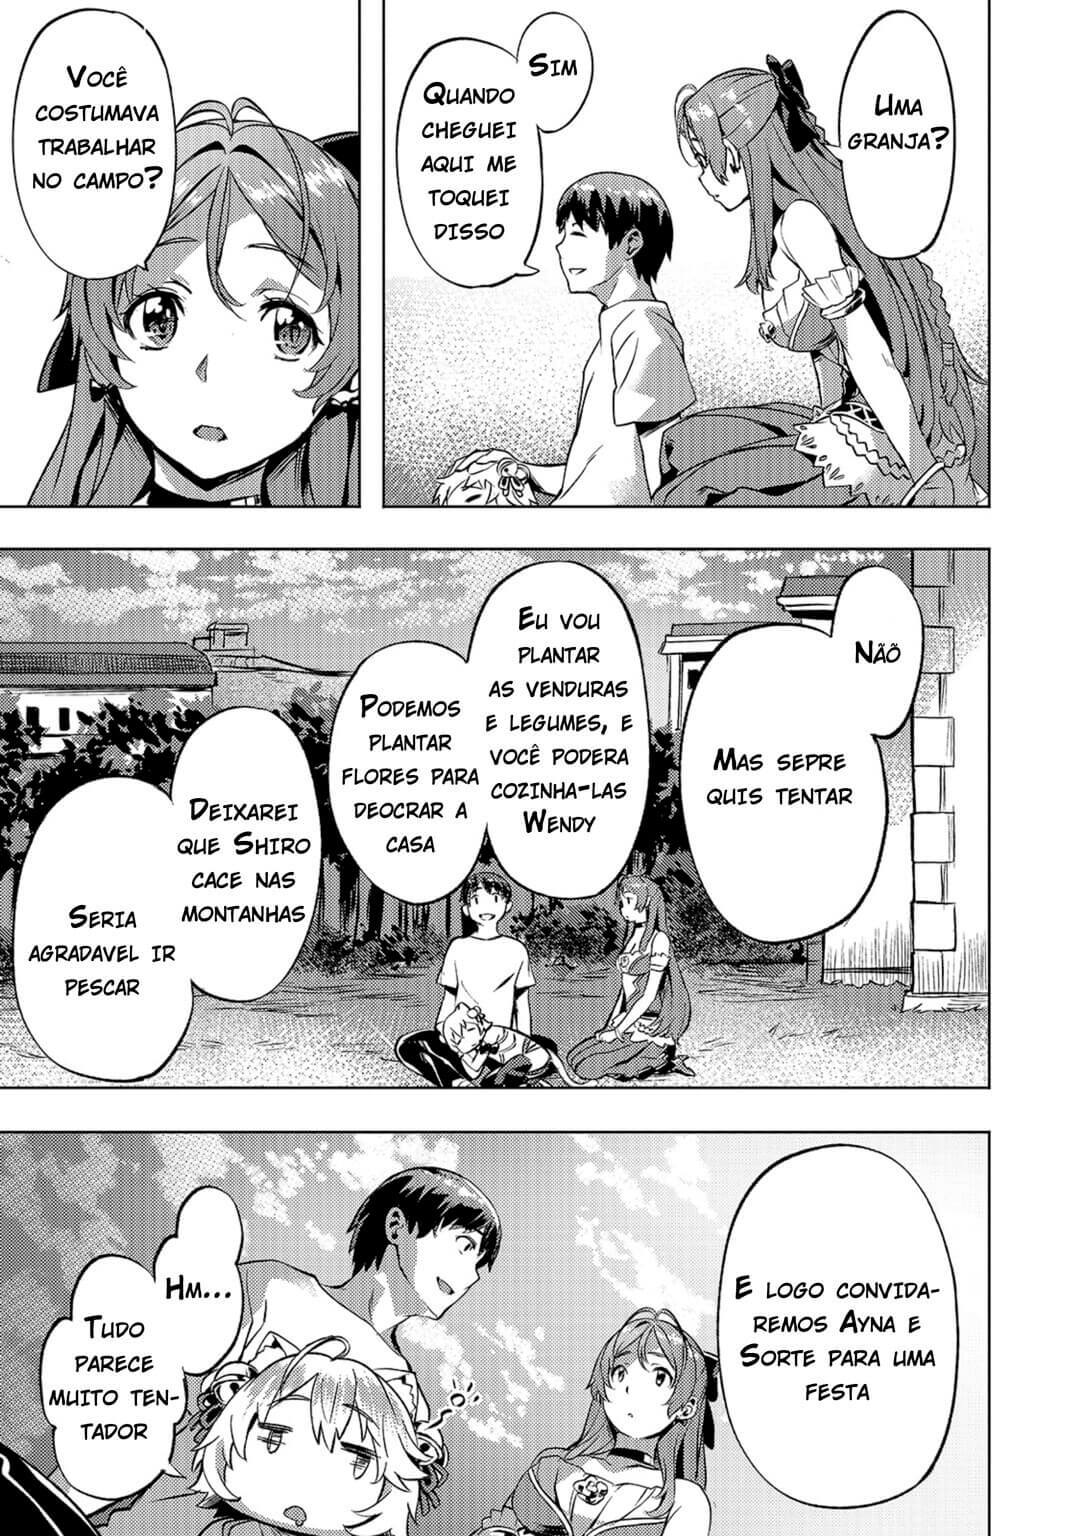 Uma
granja?
Sim
Quando
cheguei
aqui me
toquei
disso
Você
costumava
trabalhar
no campo?
Nãõ
Mas sepre
quis tentar
Eu vou
plantar
as venduras
e legumes, e
você podera
cozinha-las
Wendy
Podemos
plantar
flores para
deocrar a
casa
Deixarei
que Shiro
cace nas
montanhas
Seria
agradavel ir
pescar
E logo convida-
remos Ayna e
Sorte para uma
festa
Hm...
Tudo
parece
muito ten-
tador